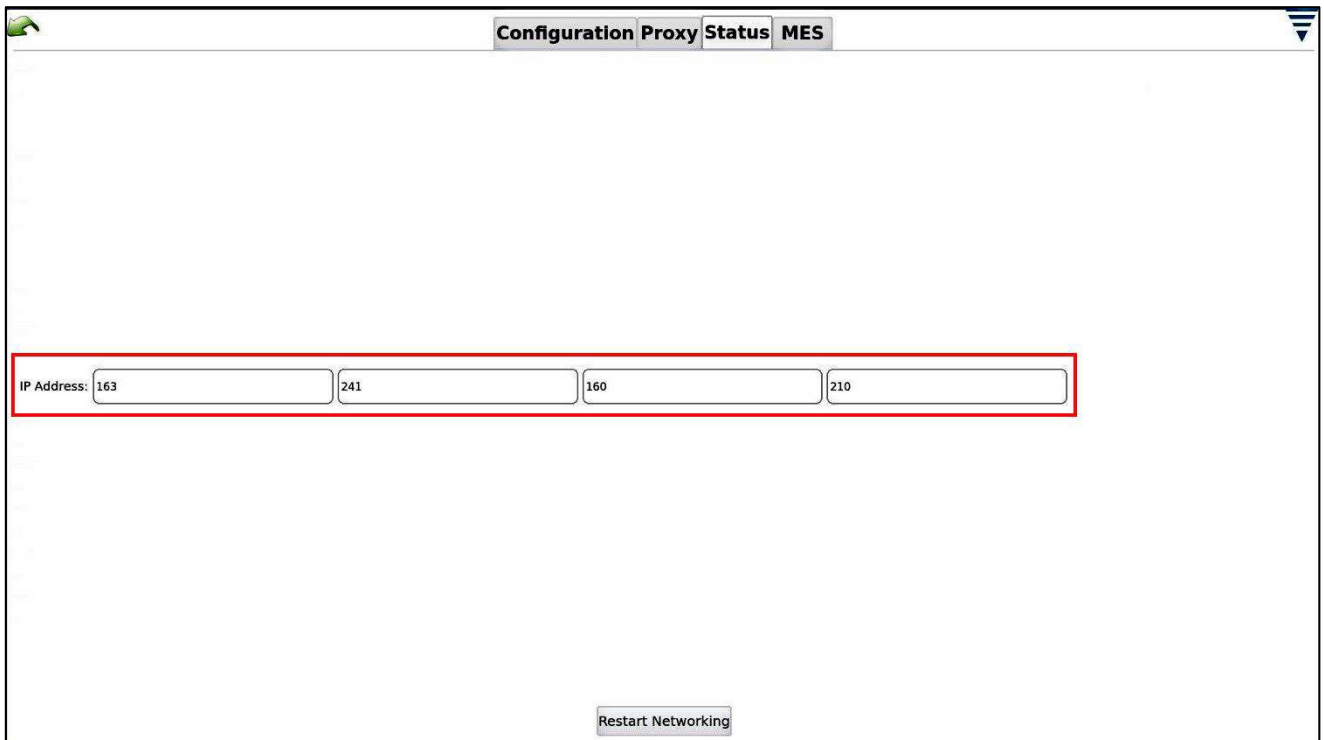 Configuration Proxy Status MES
IP Address: 163 241 160 210
Restart Networking